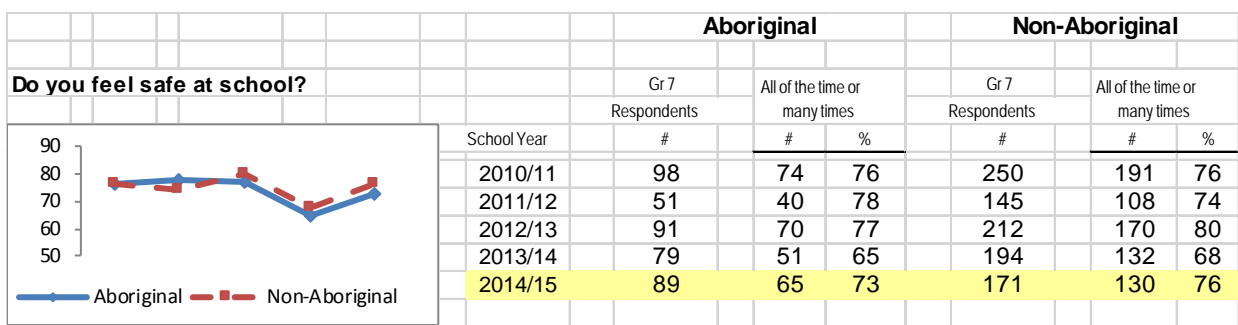 Aboriginal Non-Aboriginal
Do you feel safe at school? Gr 7 All of the time or Gr 7 All of the time or
Respondents many times Respondents many times
School Year # # % # # %
2010/11 98 74 76 250 191 76
2011/12 51 40 78 145 108 74
2012/13 91 70 77 212 170 80
2013/14 79 51 65 194 132 68
2014/15 89 65 73 171 130 76
90
80
70
60
50
Aboriginal Non-Aboriginal